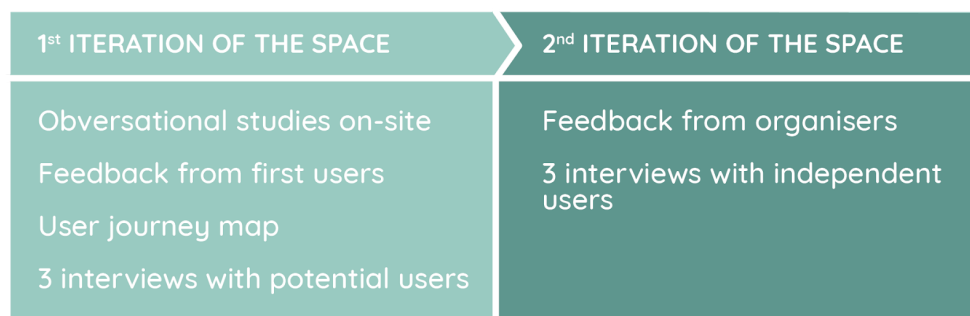 1st ITERATION OF THE SPACE
Obversational studies on-site
Feedback from first users
User journey map
3 interviews with potential users
2nd ITERATION OF THE SPACE
Feedback from organisers
3 interviews with independent
users